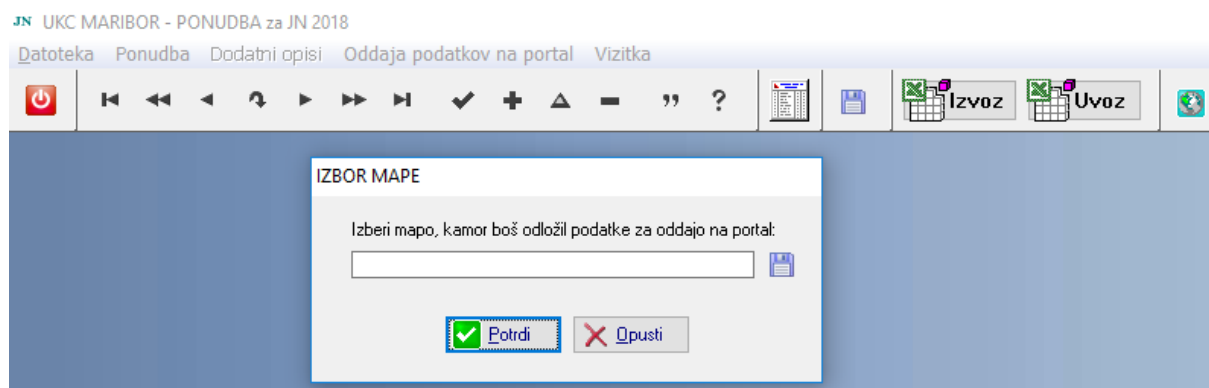 JN UKC MARIBOR - PONUDBA za JN 2018
Datoteka Ponudba Dodatni opisi Oddaja podatkov na portal Vizitka
Izvoz Uvoz
IZBOR MAPE
Izberi mapo, kamor boš odložil podatke za oddajo na portal:
Potrdi Opusti